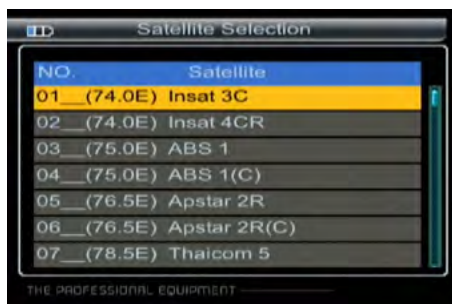 Satellite Selection
NO. Satellite
01__(74.0E) Insat 3C
02__(74.0E) Insat 4CR
03__(75.0E) ABS 1
04__(75.0E) ABS 1(C)
05__(76.5E) Apstar 2R
06__(76.5E) Apstar 2R(C)
07__(78.5E) Thaicom 5
THE PROFESSIONAL EQUIPMENT